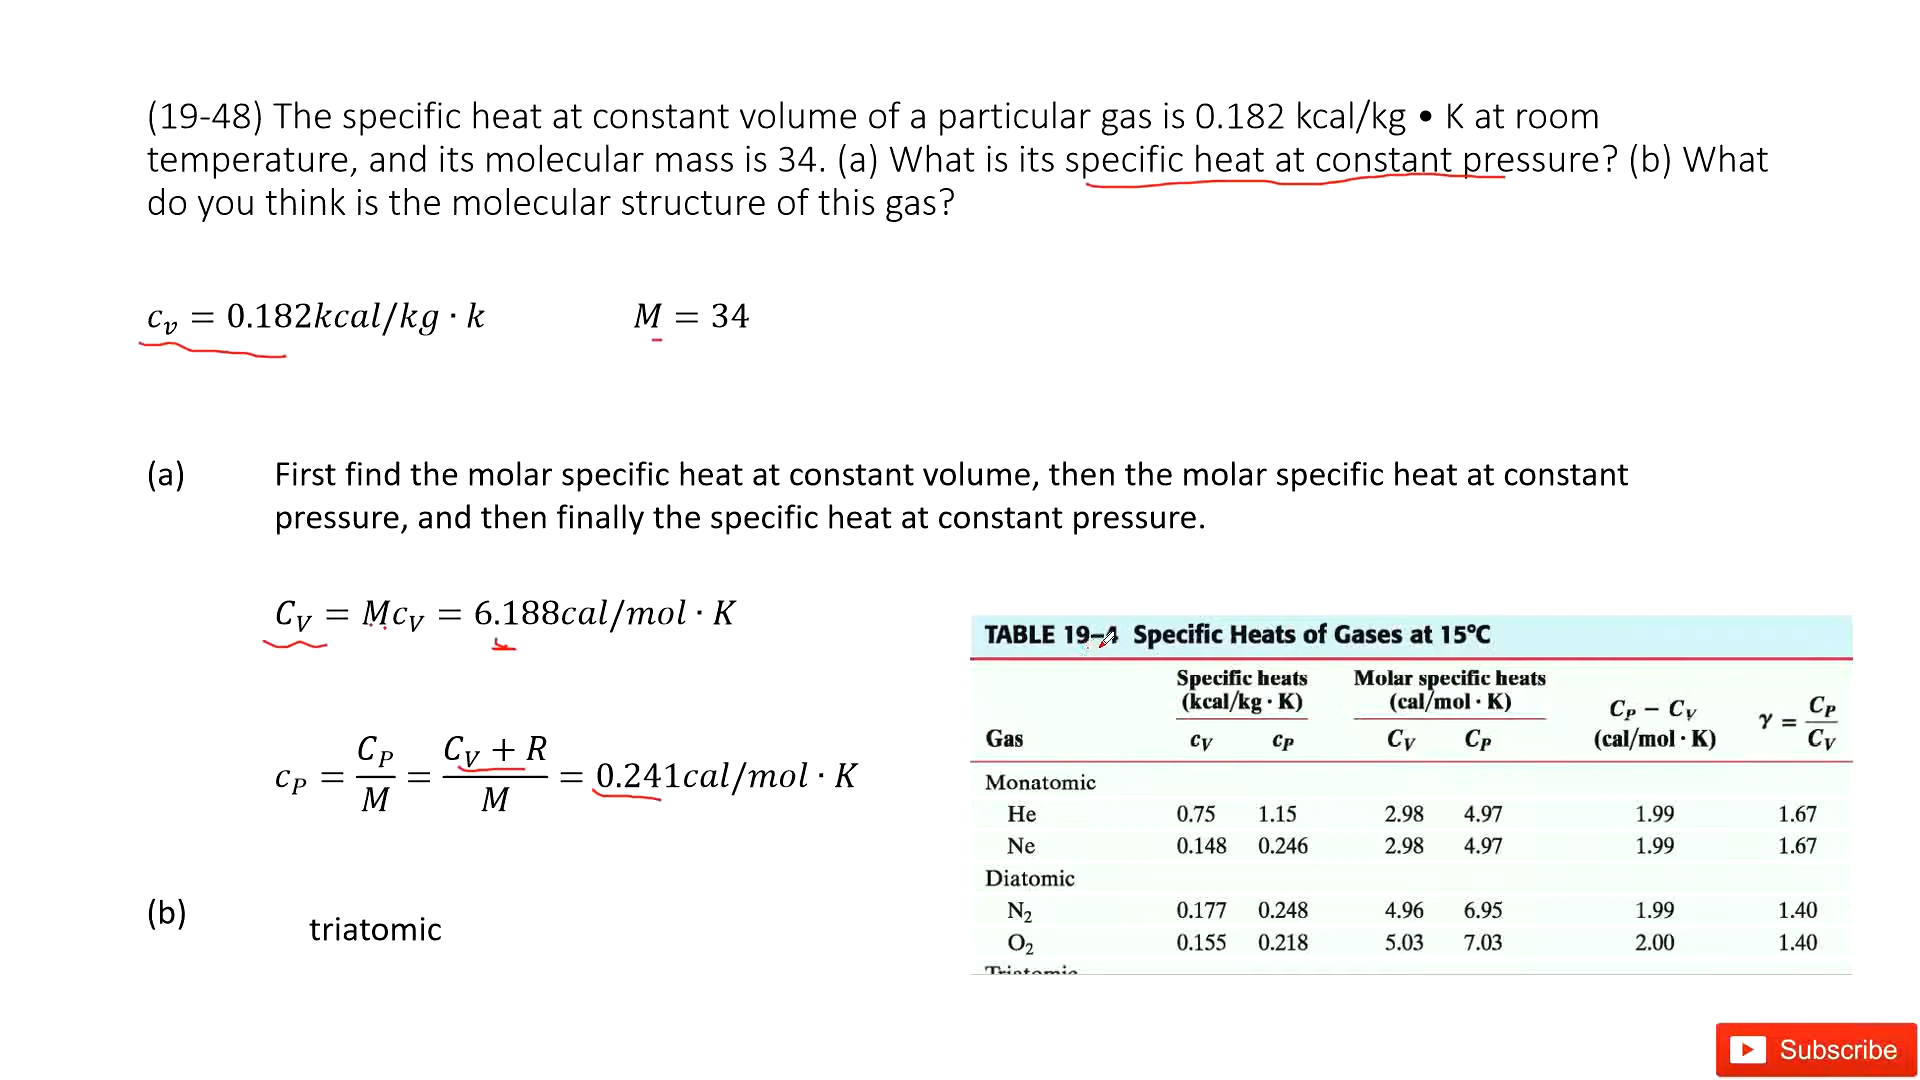 (19-48) The specific heat at constant volume of a particular gas is 0.182 kcal/kg • K at room
temperature, and its molecular mass is 34. (a) What is its specific heat at constant pressure? (b) What
do you think is the molecular structure of this gas?
c_v = 0.182kcal/kg · k M = 34
(a) First find the molar specific heat at constant volume, then the molar specific heat at constant
pressure, and then finally the specific heat at constant pressure.
C_V = Mc_V = 6.188cal/mol · K
c_P = C_P/M = (C_V + R)/M = 0.241cal/mol · K
(b) triatomic
TABLE 19–4 Specific Heats of Gases at 15°C
Specific heats Molar specific heats
(kcal/kg · K) (cal/mol · K) C_P − C_V γ = C_P/C_V
Gas c_V c_P C_V C_P (cal/mol · K)
Monatomic
He 0.75 1.15 2.98 4.97 1.99 1.67
Ne 0.148 0.246 2.98 4.97 1.99 1.67
Diatomic
N₂ 0.177 0.248 4.96 6.95 1.99 1.40
O₂ 0.155 0.218 5.03 7.03 2.00 1.40
Triatomic
Subscribe